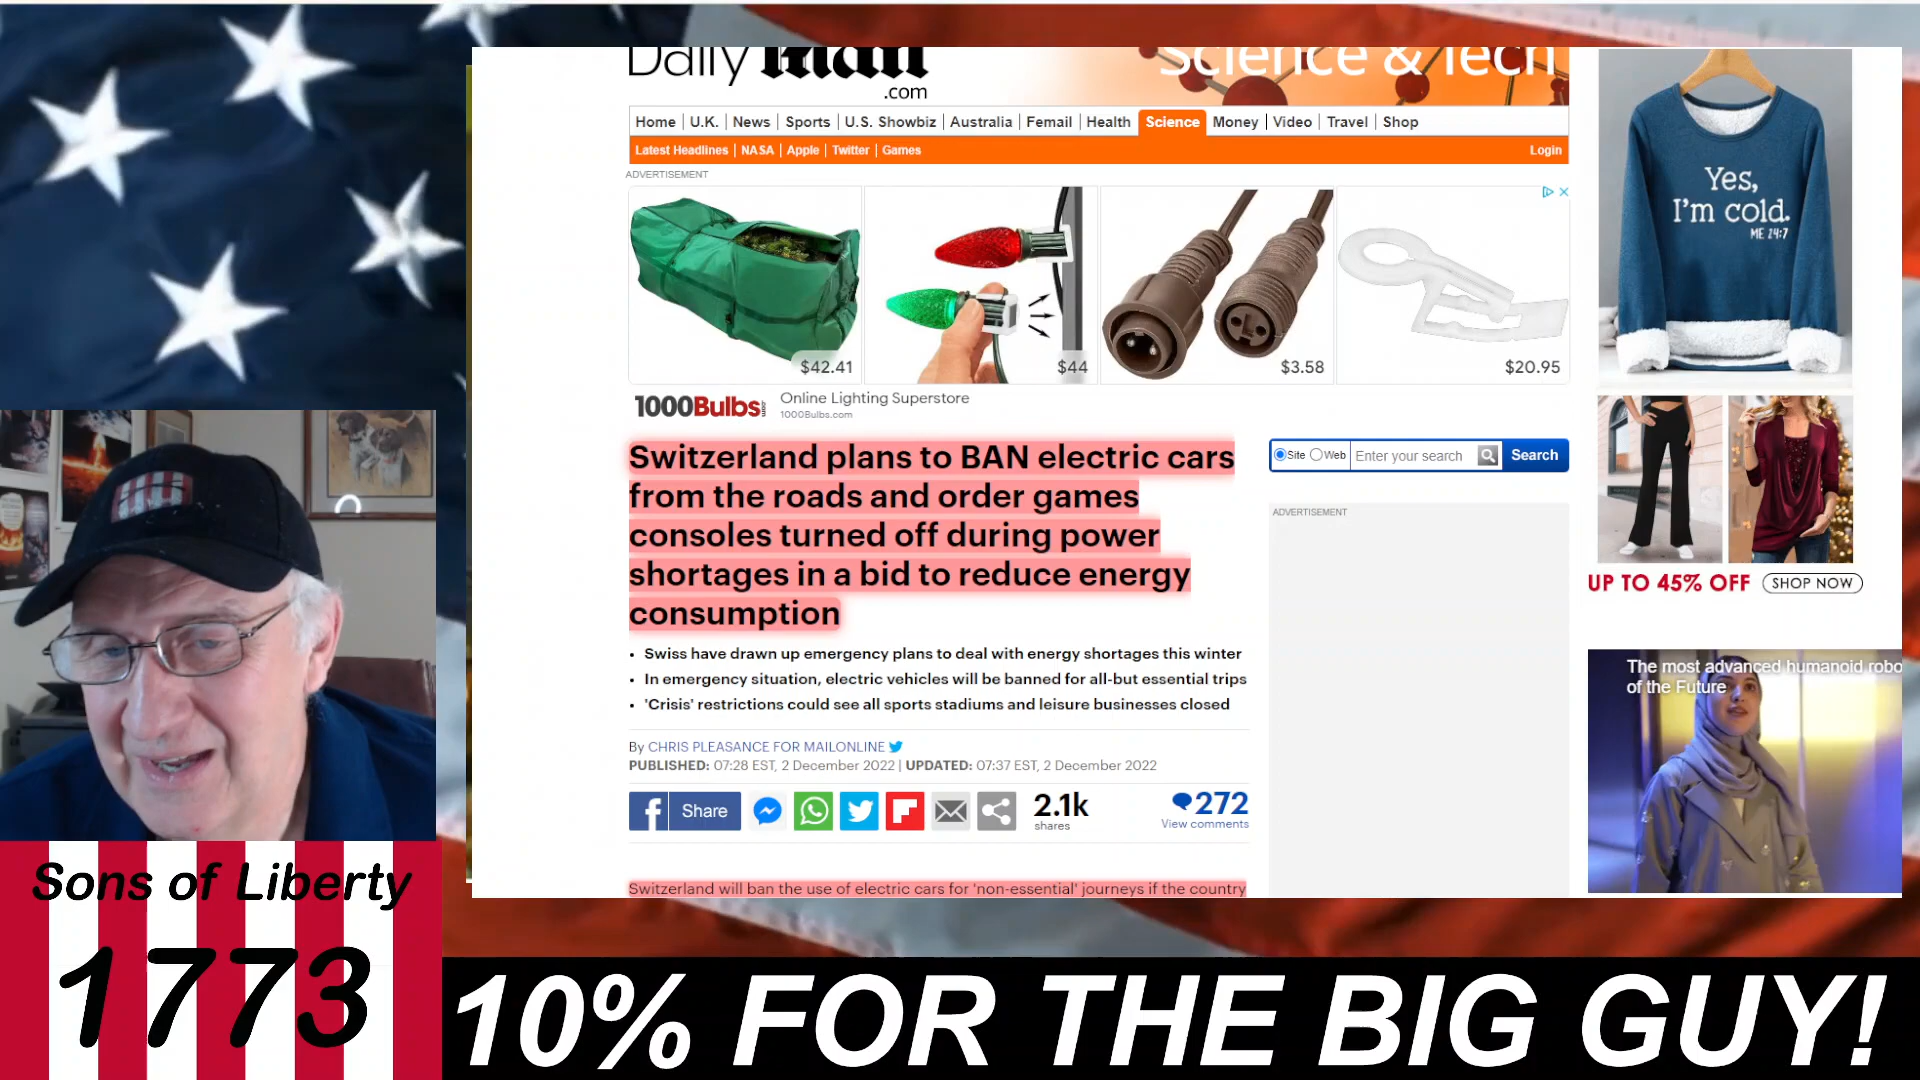 Daily Mail
.com
Science & Tech
Home | U.K. | News | Sports | U.S. Showbiz | Australia | Femail | Health | Science | Money | Video | Travel | Shop
Latest Headlines | NASA | Apple | Twitter | Games
Login
ADVERTISEMENT
$42.41
$44
$3.58
$20.95
1000Bulbs.com
Online Lighting Superstore
1000Bulbs.com
Yes,
I'm cold.
ME 24:7
Switzerland plans to BAN electric cars
from the roads and order games
consoles turned off during power
shortages in a bid to reduce energy
consumption
Site Web Enter your search Search
ADVERTISEMENT
• Swiss have drawn up emergency plans to deal with energy shortages this winter
• In emergency situation, electric vehicles will be banned for all-but essential trips
• 'Crisis' restrictions could see all sports stadiums and leisure businesses closed
By CHRIS PLEASANCE FOR MAILONLINE
PUBLISHED: 07:28 EST, 2 December 2022 | UPDATED: 07:37 EST, 2 December 2022
f Share
2.1k
shares
272
View comments
Switzerland will ban the use of electric cars for 'non-essential' journeys if the country
UP TO 45% OFF SHOP NOW
The most advanced humanoid robo
of the Future
Sons of Liberty
1773
10% FOR THE BIG GUY!